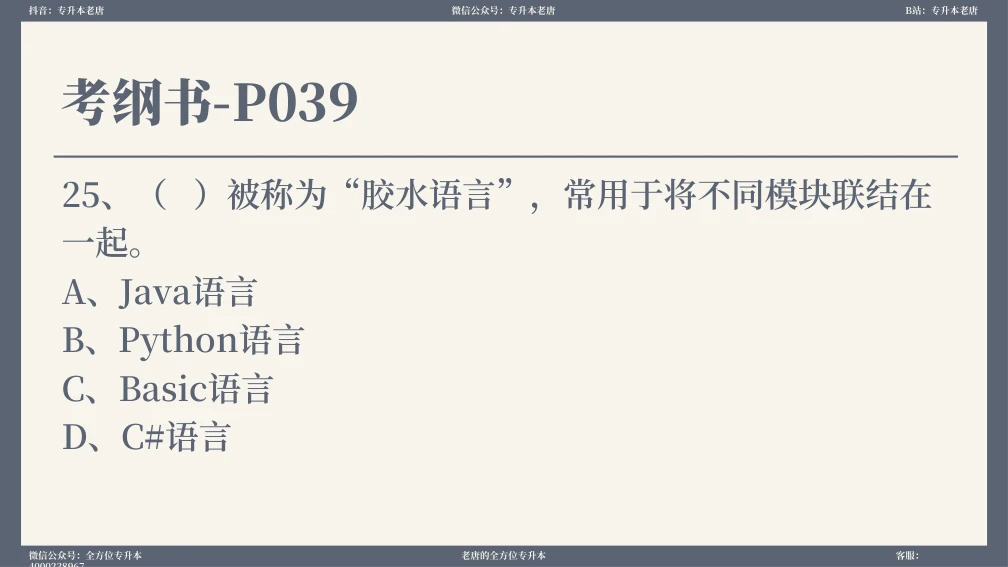 抖音：专升本老唐
微信公众号：专升本老唐
B站：专升本老唐
考纲书-P039
25、（  ）被称为“胶水语言”，常用于将不同模块联结在
一起。
A、Java语言
B、Python语言
C、Basic语言
D、C#语言
微信公众号：全方位专升本
老唐的全方位专升本
客服：
4000238967